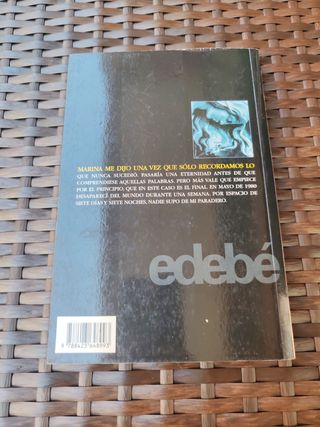 MARINA ME DIJO UNA VEZ QUE SÓLO RECORDAMOS LO
QUE NUNCA SUCEDIÓ. PASARÍA UNA ETERNIDAD ANTES DE
QUE COMPRENDIESE AQUELLAS PALABRAS. PERO MÁS VALE QUE EMPIECE
POR EL PRINCIPIO, QUE EN ESTE CASO ES EL FINAL. EN MAYO DE 1980
DESAPARECÍ DEL MUNDO DURANTE UNA SEMANA. POR ESPACIO DE
SIETE DÍAS Y SIETE NOCHES, NADIE SUPO DE MI PARADERO.
edebé
9 788423 648993